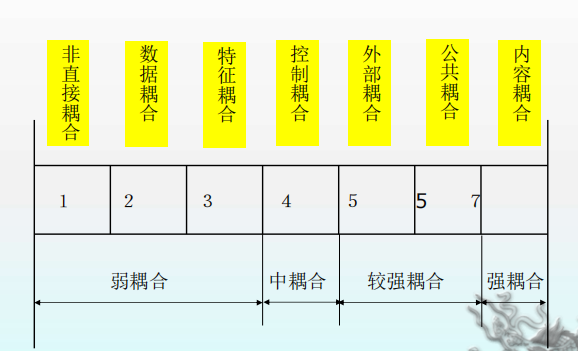 非直接耦合
数据耦合
特征耦合
控制耦合
外部耦合
公共耦合
内容耦合
1 2 3 4 5 5 7
弱耦合 中耦合 较强耦合 强耦合